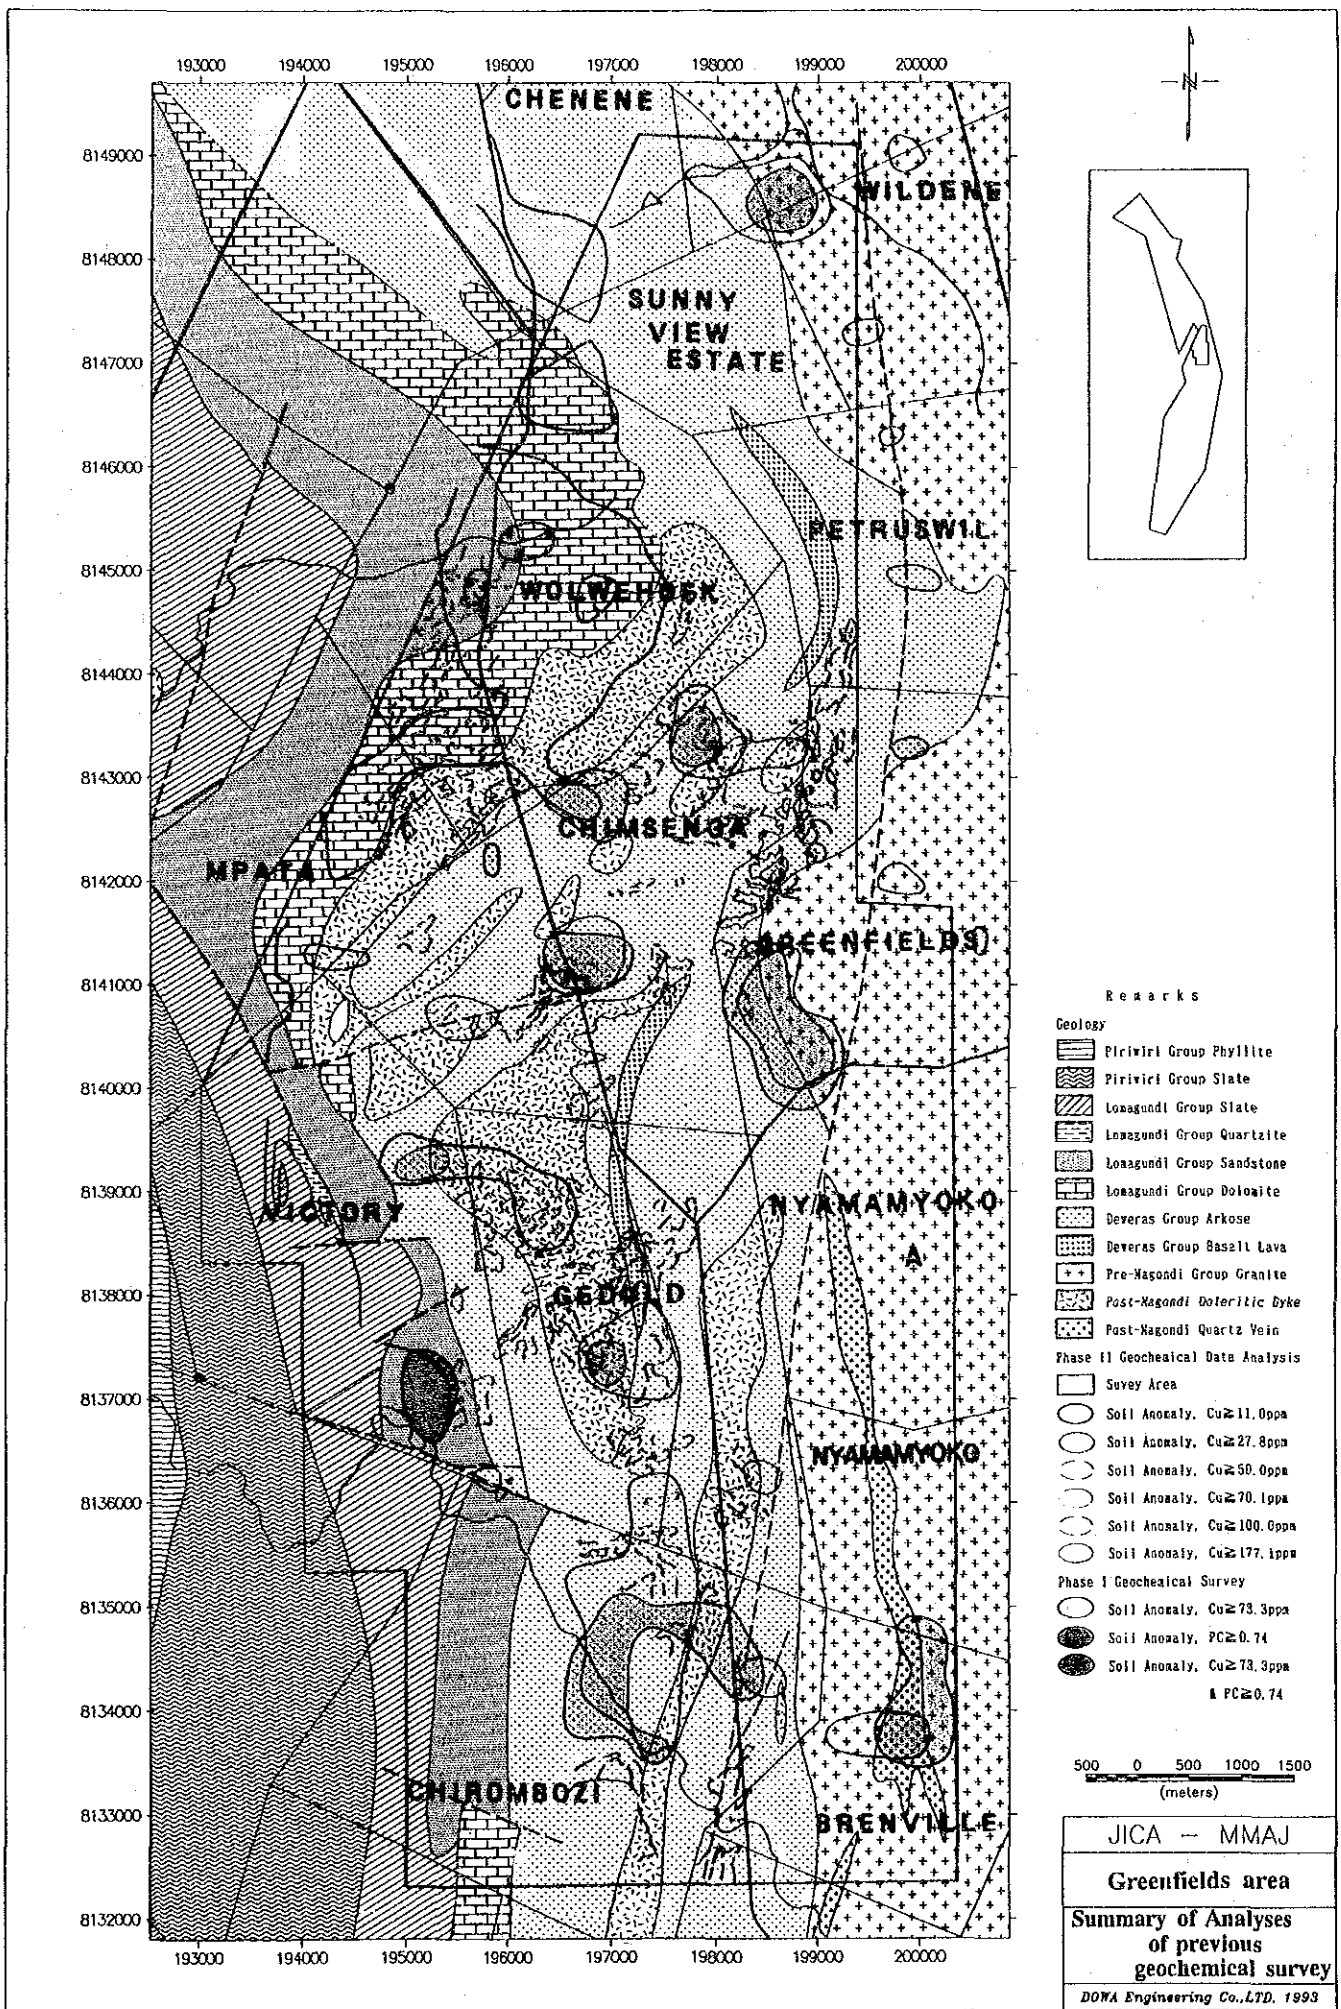 193000 194000 195000 196000 197000 198000 199000 200000
CHENENE
N
8149000
WILDENE
8148000
SUNNY
VIEW
ESTATE
8147000
8146000
PETRUSWIL
8145000
WOLWEHOEK
8144000
8143000
CHIMSENGA
MPATA
8142000
GREENFIELDS
8141000
8140000
8139000
VICTORY
NYAMAMYOKO
A
8138000
GEDOLD
8137000
NYAMAMYOKO
8136000
8135000
8134000
CHIROMBOZI
8133000
BRENVILLE
8132000
193000 194000 195000 196000 197000 198000 199000 200000
Remarks
Geology
Piriwiri Group Phyllite
Piriwiri Group Slate
Lomagundi Group Slate
Lomagundi Group Quartzite
Lomagundi Group Sandstone
Lomagundi Group Dolomite
Deweras Group Arkose
Deweras Group Basalt Lava
Pre-Magondi Group Granite
Post-Magondi Doleritic Dyke
Post-Magondi Quartz Vein
Phase II Geochemical Data Analysis
Suvey Area
Soil Anomaly, Cu≧11.0ppm
Soil Anomaly, Cu≧27.8ppm
Soil Anomaly, Cu≧50.0ppm
Soil Anomaly, Cu≧70.1ppm
Soil Anomaly, Cu≧100.0ppm
Soil Anomaly, Cu≧177.1ppm
Phase I Geochemical Survey
Soil Anomaly, Cu≧73.3ppm
Soil Anomaly, PC≧0.74
Soil Anomaly, Cu≧73.3ppm
& PC≧0.74
500 0 500 1000 1500
(meters)
JICA – MMAJ
Greenfields area
Summary of Analyses
of previous
geochemical survey
DOWA Engineering Co.,LTD. 1993